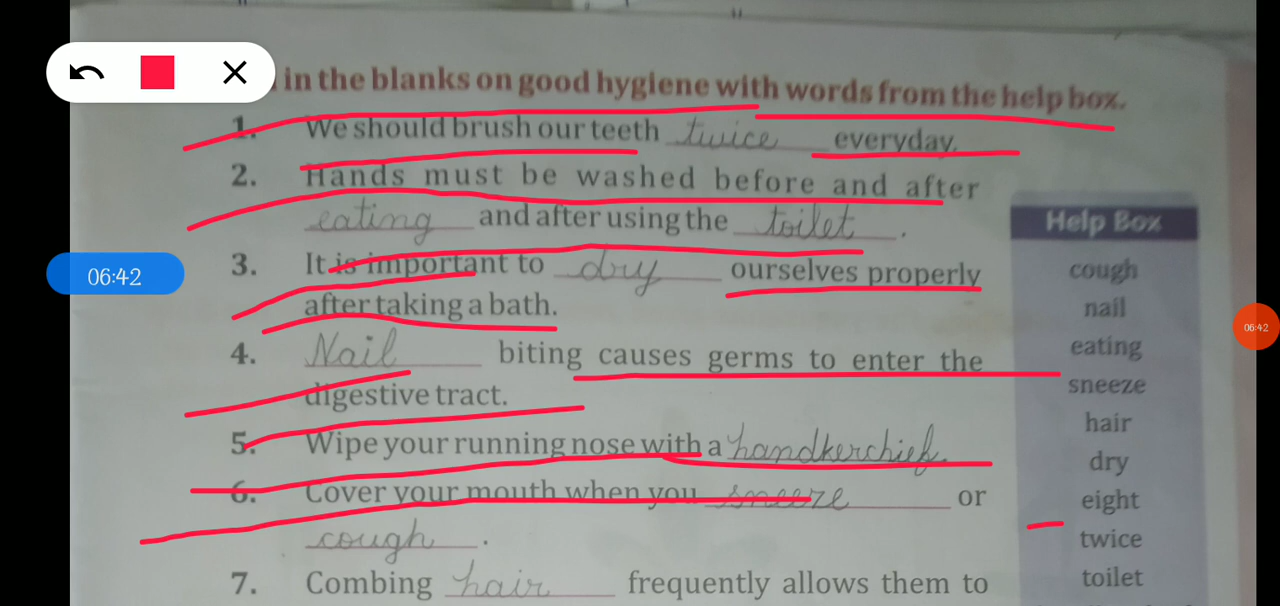 in the blanks on good hygiene with words from the help box.
1. We should brush our teeth twice everyday.
2. Hands must be washed before and after
eating and after using the toilet.
3. It is important to dry ourselves properly
after taking a bath.
4. Nail biting causes germs to enter the
digestive tract.
5. Wipe your running nose with a handkerchief.
6. Cover your mouth when you sneeze or
cough.
7. Combing hair frequently allows them to
Help Box
cough
nail
eating
sneeze
hair
dry
eight
twice
toilet
06:42
06:42